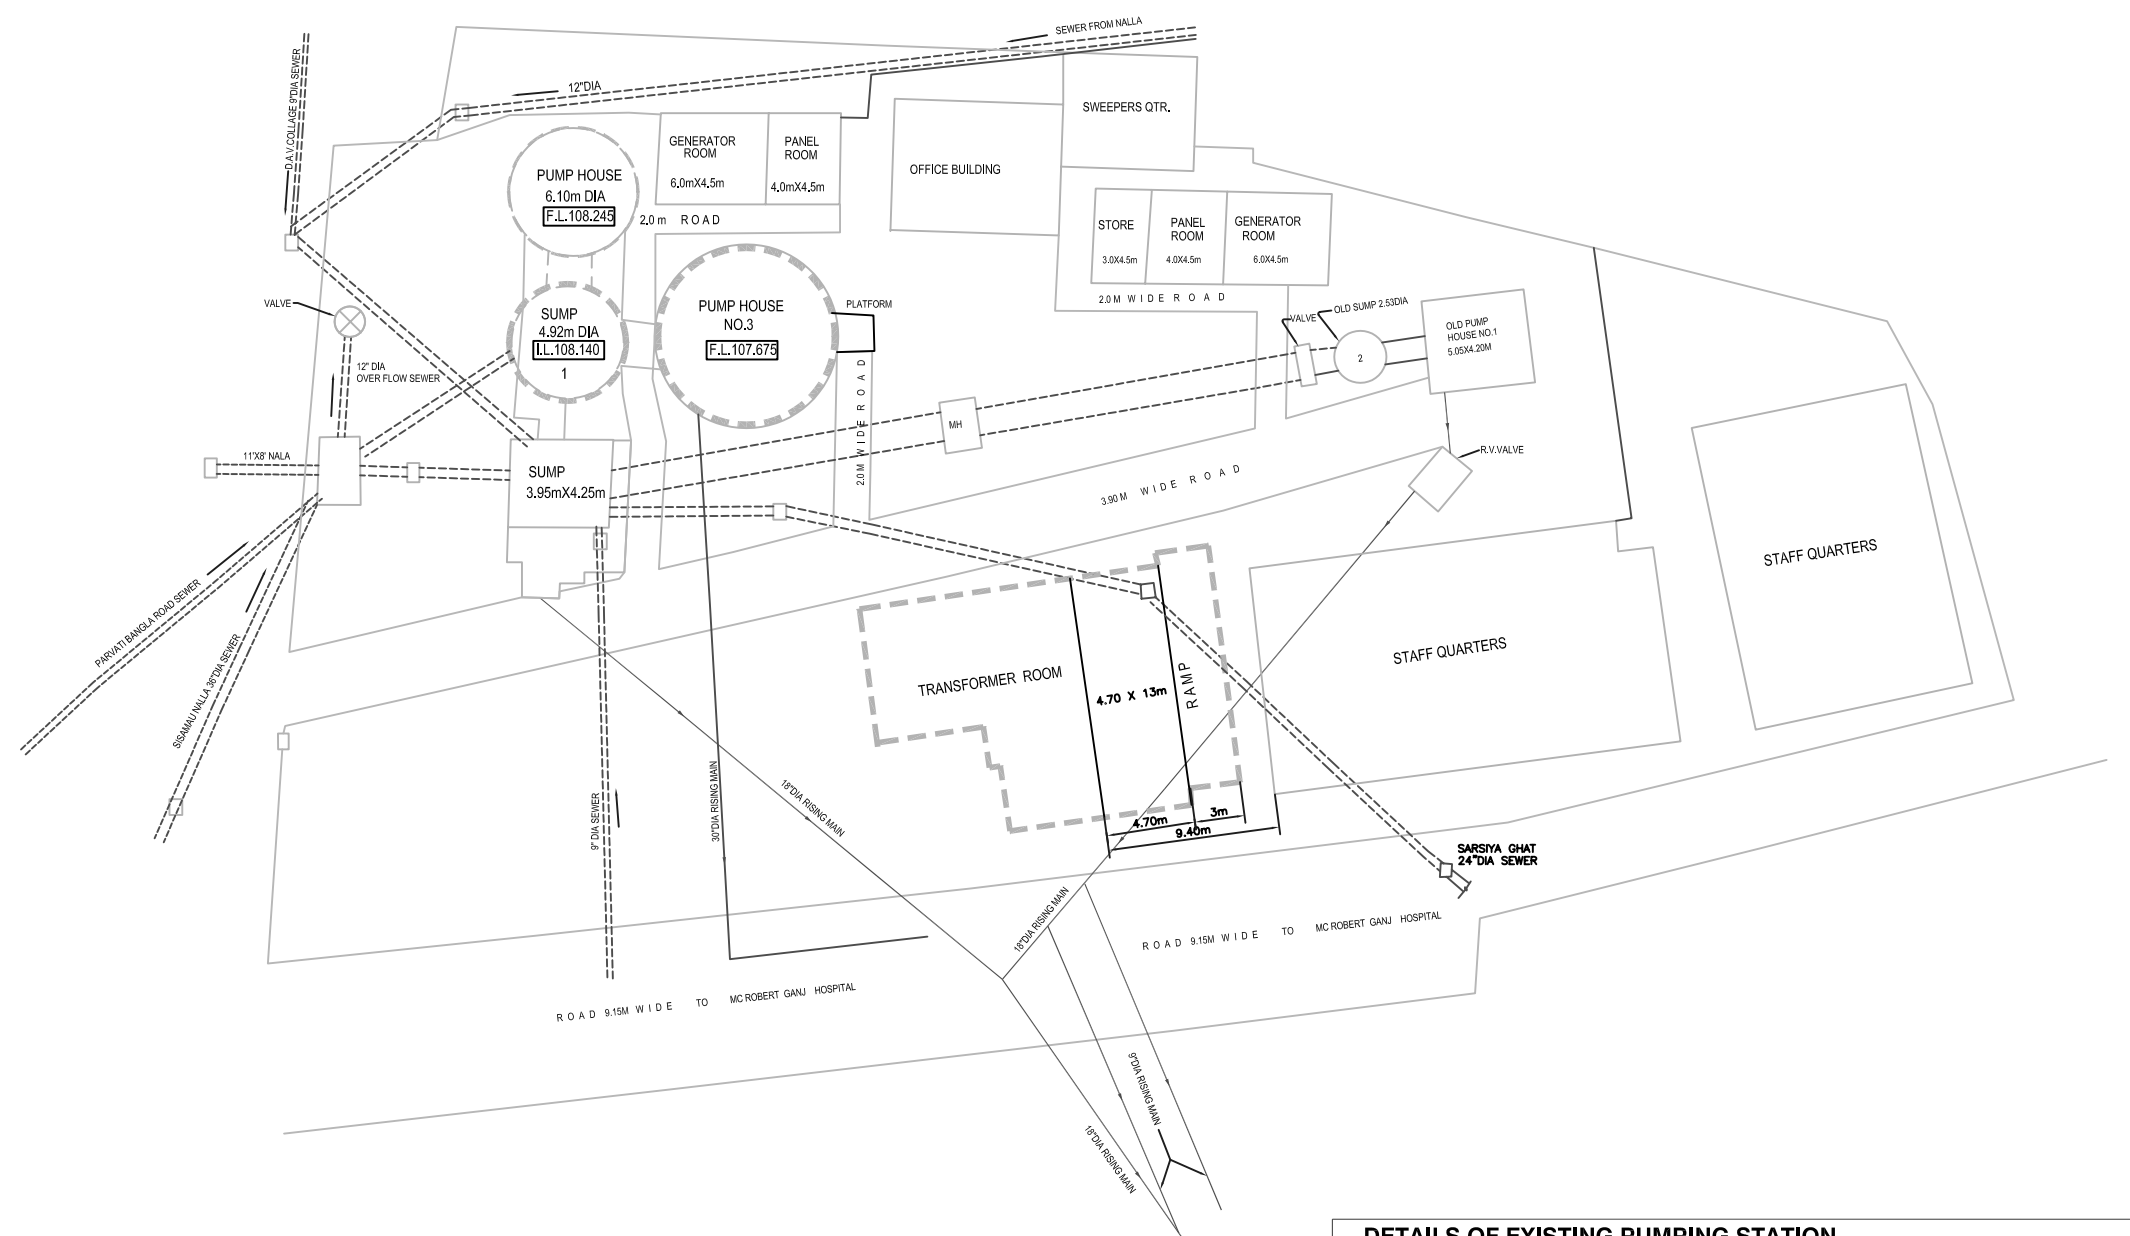 SEWER FROM NALLA
D.A.V.COLLAGE 9"DIA SEWER
12"DIA
SWEEPERS QTR.
GENERATOR
ROOM
6.0mX4.5m
PANEL
ROOM
4.0mX4.5m
OFFICE BUILDING
PUMP HOUSE
6.10m DIA
F.L.108.245
2.0 m ROAD
STORE
3.0X4.5m
PANEL
ROOM
4.0X4.5m
GENERATOR
ROOM
6.0X4.5m
2.0 M WIDE ROAD
VALVE
SUMP
4.92m DIA
I.L.108.140
1
PUMP HOUSE
NO.3
F.L.107.675
PLATFORM
VALVE
OLD SUMP 2.53DIA
2
OLD PUMP
HOUSE NO.1
5.05X4.20M
12" DIA
OVER FLOW SEWER
2.0M WIDE ROAD
MH
11'X8' NALA
SUMP
3.95mX4.25m
R.V.VALVE
3.90 M WIDE ROAD
STAFF QUARTERS
STAFF QUARTERS
PARVATI BANGLA ROAD SEWER
SISAMAU NALLA 36"DIA SEWER
TRANSFORMER ROOM
4.70 X 13m
RAMP
9" DIA SEWER
30"DIA RISING MAIN
18"DIA RISING MAIN
4.70m
3m
9.40m
SARSIYA GHAT
24"DIA SEWER
18"DIA RISING MAIN
ROAD 9.15M WIDE TO MC ROBERT GANJ HOSPITAL
ROAD 9.15M WIDE TO MC ROBERT GANJ HOSPITAL
9"DIA RISING MAIN
18"DIA RISING MAIN
DETAILS OF EXISTING PUMPING STATION